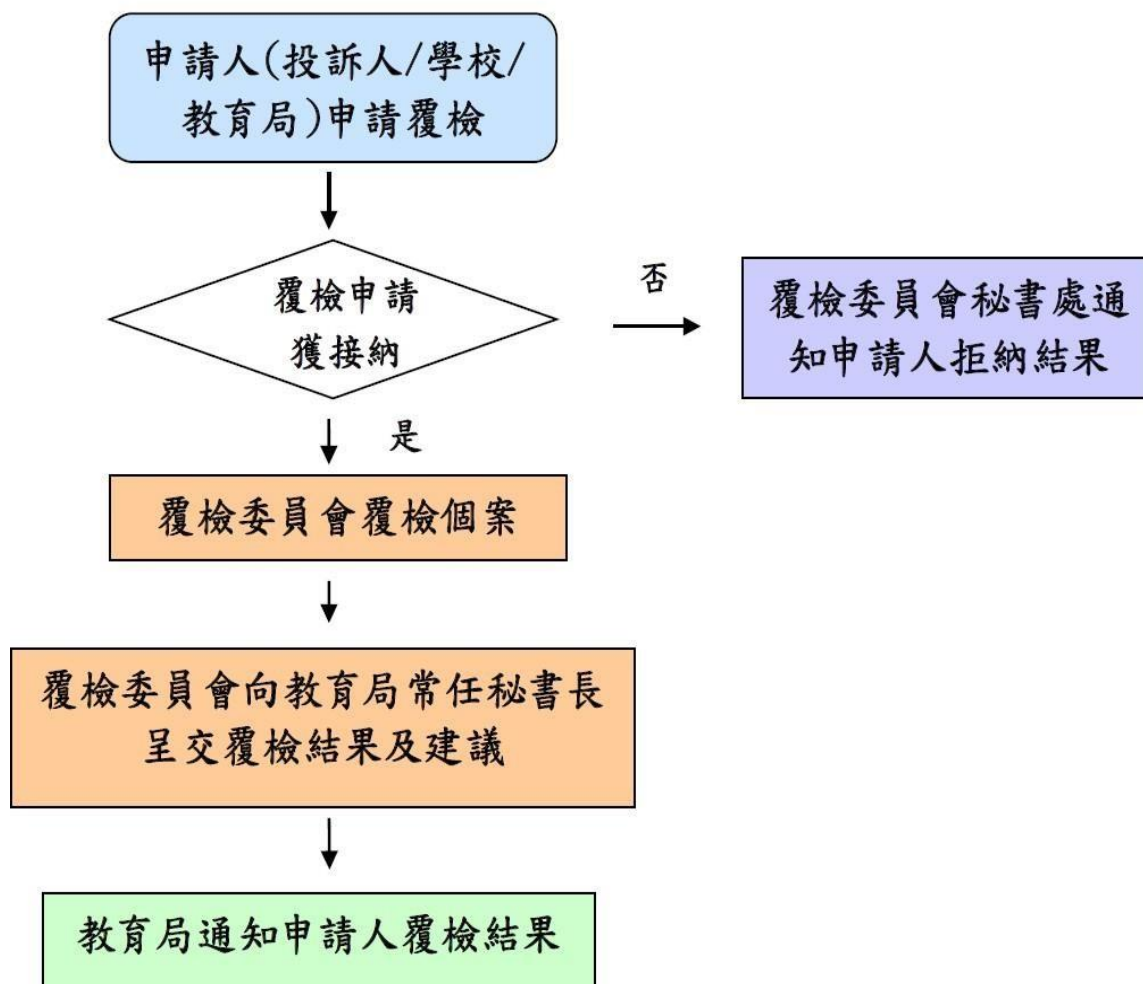 申請人(投訴人/學校/
教育局)申請覆檢
覆檢申請
獲接納
否
覆檢委員會秘書處通
知申請人拒納結果
是
覆檢委員會覆檢個案
覆檢委員會向教育局常任秘書長
呈交覆檢結果及建議
教育局通知申請人覆檢結果